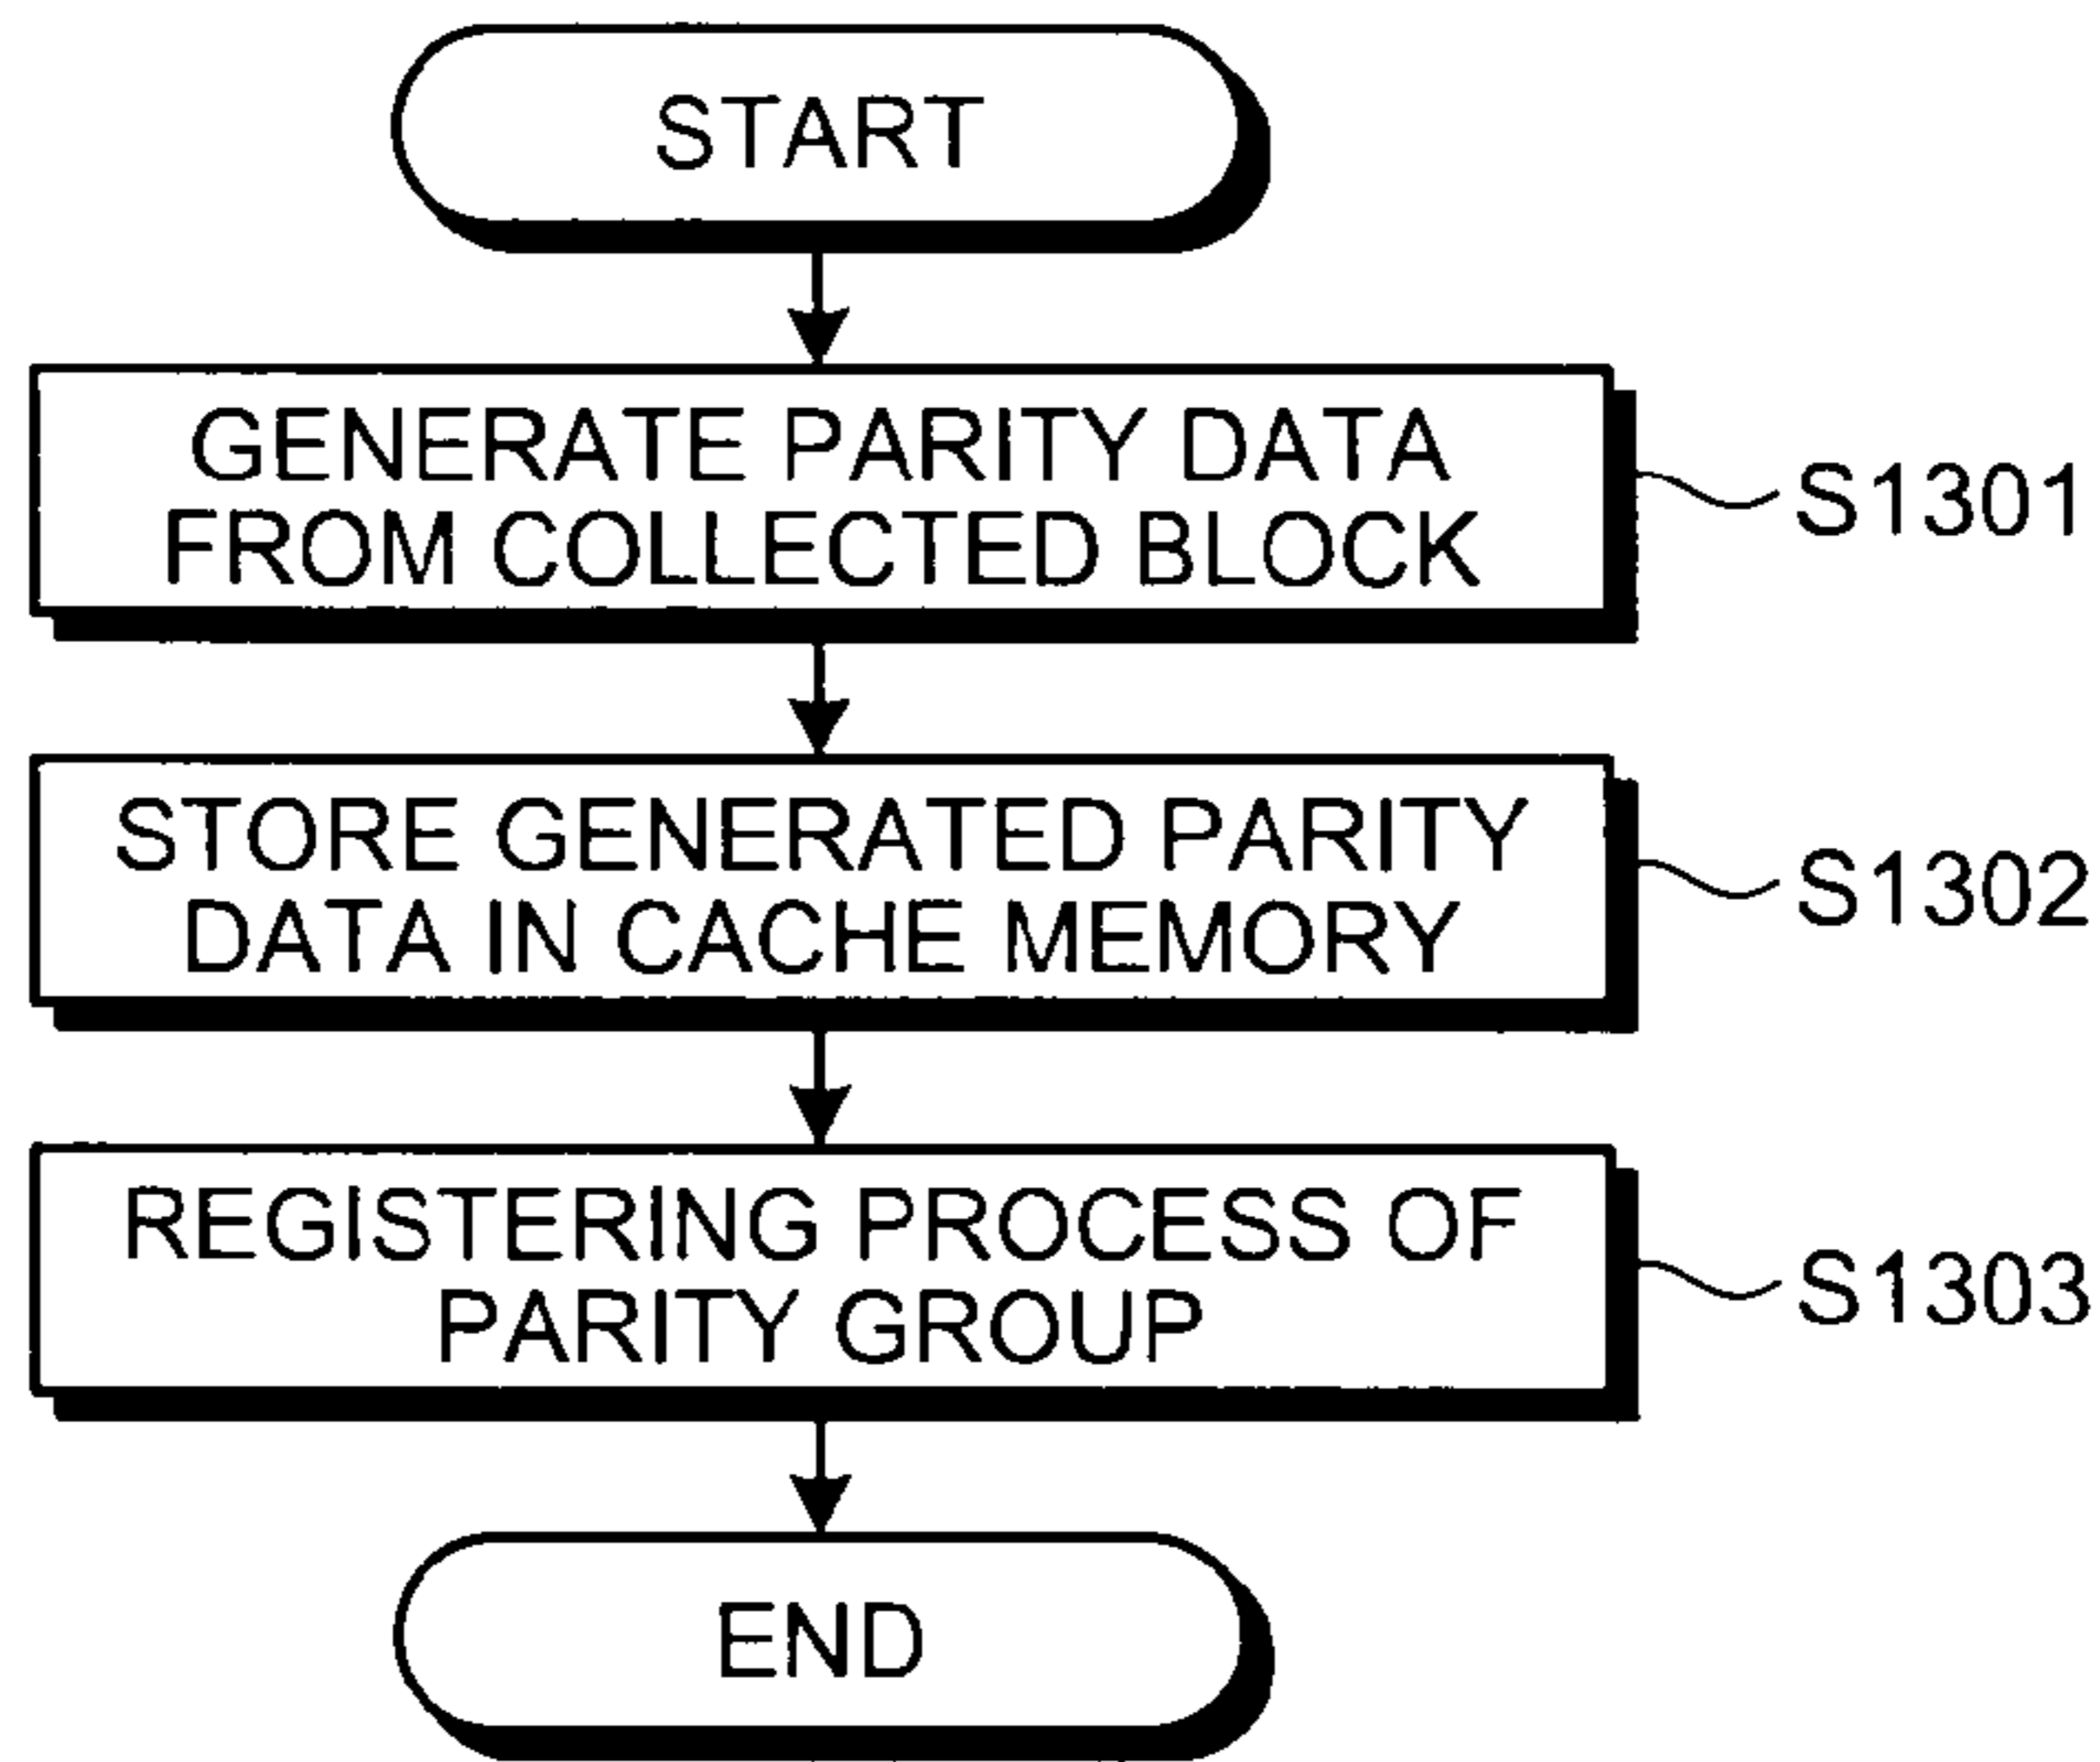 START
GENERATE PARITY DATA
FROM COLLECTED BLOCK
S1301
STORE GENERATED PARITY
DATA IN CACHE MEMORY
S1302
REGISTERING PROCESS OF
PARITY GROUP
S1303
END